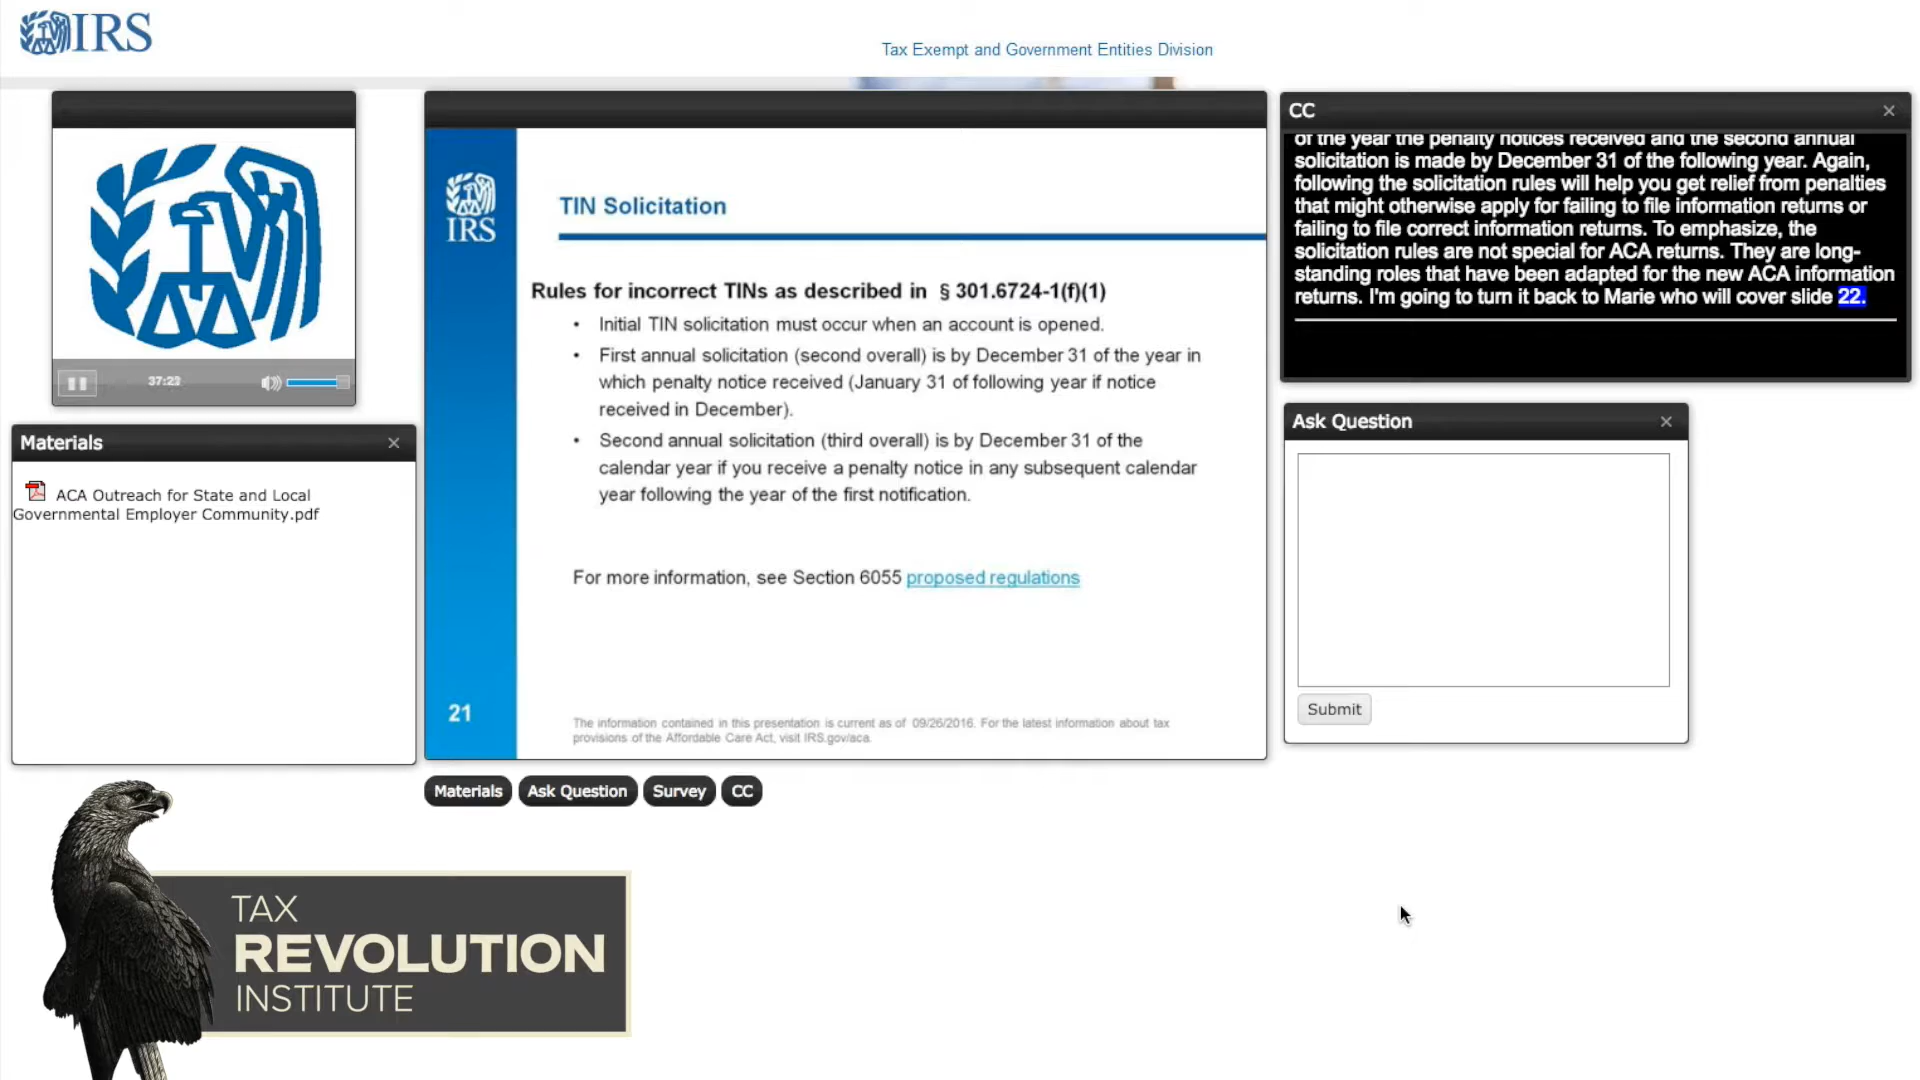 IRS
Tax Exempt and Government Entities Division
37:23
Materials
ACA Outreach for State and Local
Governmental Employer Community.pdf
IRS
TIN Solicitation
Rules for incorrect TINs as described in § 301.6724-1(f)(1)
• Initial TIN solicitation must occur when an account is opened.
• First annual solicitation (second overall) is by December 31 of the year in
which penalty notice received (January 31 of following year if notice
received in December).
• Second annual solicitation (third overall) is by December 31 of the
calendar year if you receive a penalty notice in any subsequent calendar
year following the year of the first notification.
For more information, see Section 6055 proposed regulations
21
The information contained in this presentation is current as of 09/26/2016. For the latest information about tax
provisions of the Affordable Care Act, visit IRS.gov/aca.
Materials
Ask Question
Survey
CC
CC
of the year the penalty notices received and the second annual
solicitation is made by December 31 of the following year. Again,
following the solicitation rules will help you get relief from penalties
that might otherwise apply for failing to file information returns or
failing to file correct information returns. To emphasize, the
solicitation rules are not special for ACA returns. They are long-
standing roles that have been adapted for the new ACA information
returns. I'm going to turn it back to Marie who will cover slide 22.
Ask Question
Submit
TAX
REVOLUTION
INSTITUTE